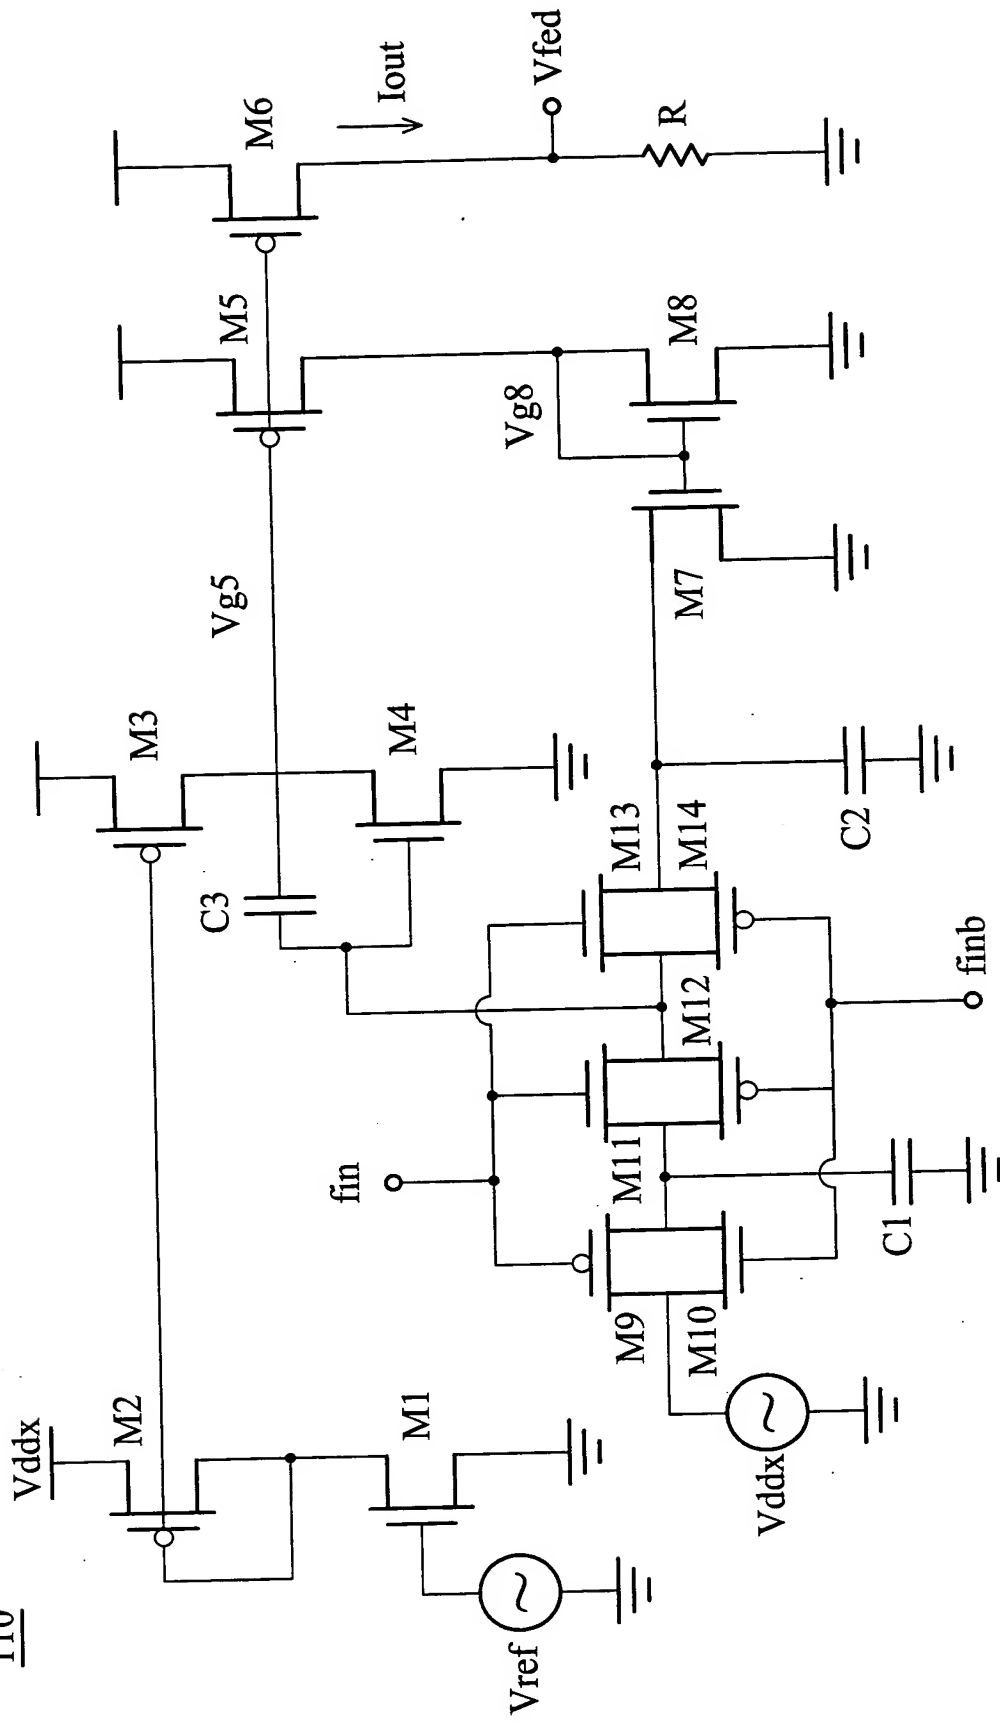 110
Vddx
M2
M1
Vref
M3
M4
C3
Vg5
M5
M6
Iout
Vfed
R
Vg8
M8
M7
fin
M9
M10
M11
M12
M13
M14
Vddx
C1
C2
finb